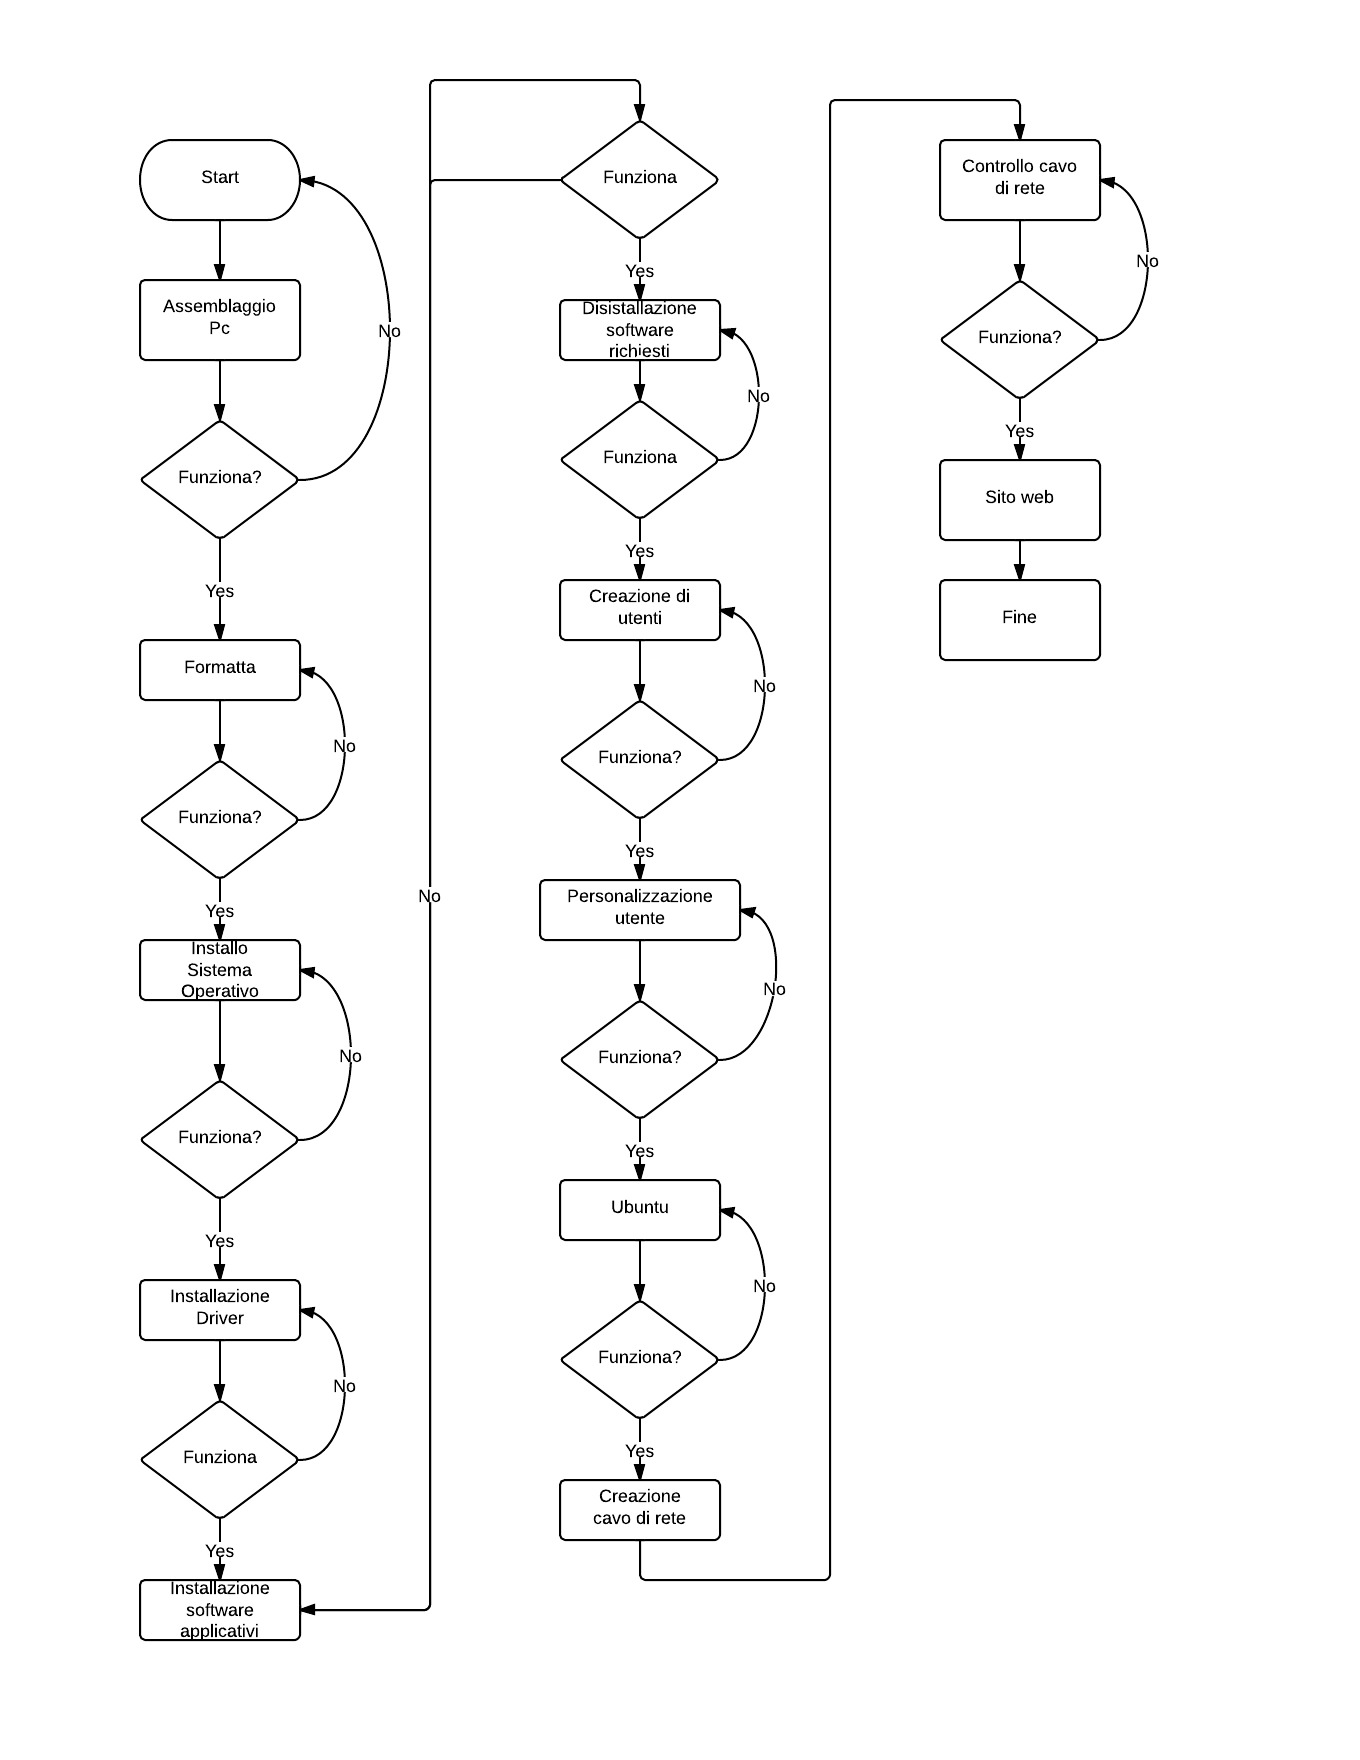 Start
Assemblaggio
Pc
No
Funziona?
Yes
Formatta
No
Funziona?
Yes
Installo
Sistema
Operativo
No
Funziona?
Yes
Installazione
Driver
No
Funziona
Yes
Installazione
software
applicativi
No
Funziona
Yes
Disistallazione
software
richiesti
No
Funziona
Yes
Creazione di
utenti
No
Funziona?
Yes
Personalizzazione
utente
No
Funziona?
Yes
Ubuntu
No
Funziona?
Yes
Creazione
cavo di rete
Controllo cavo
di rete
No
Funziona?
Yes
Sito web
Fine